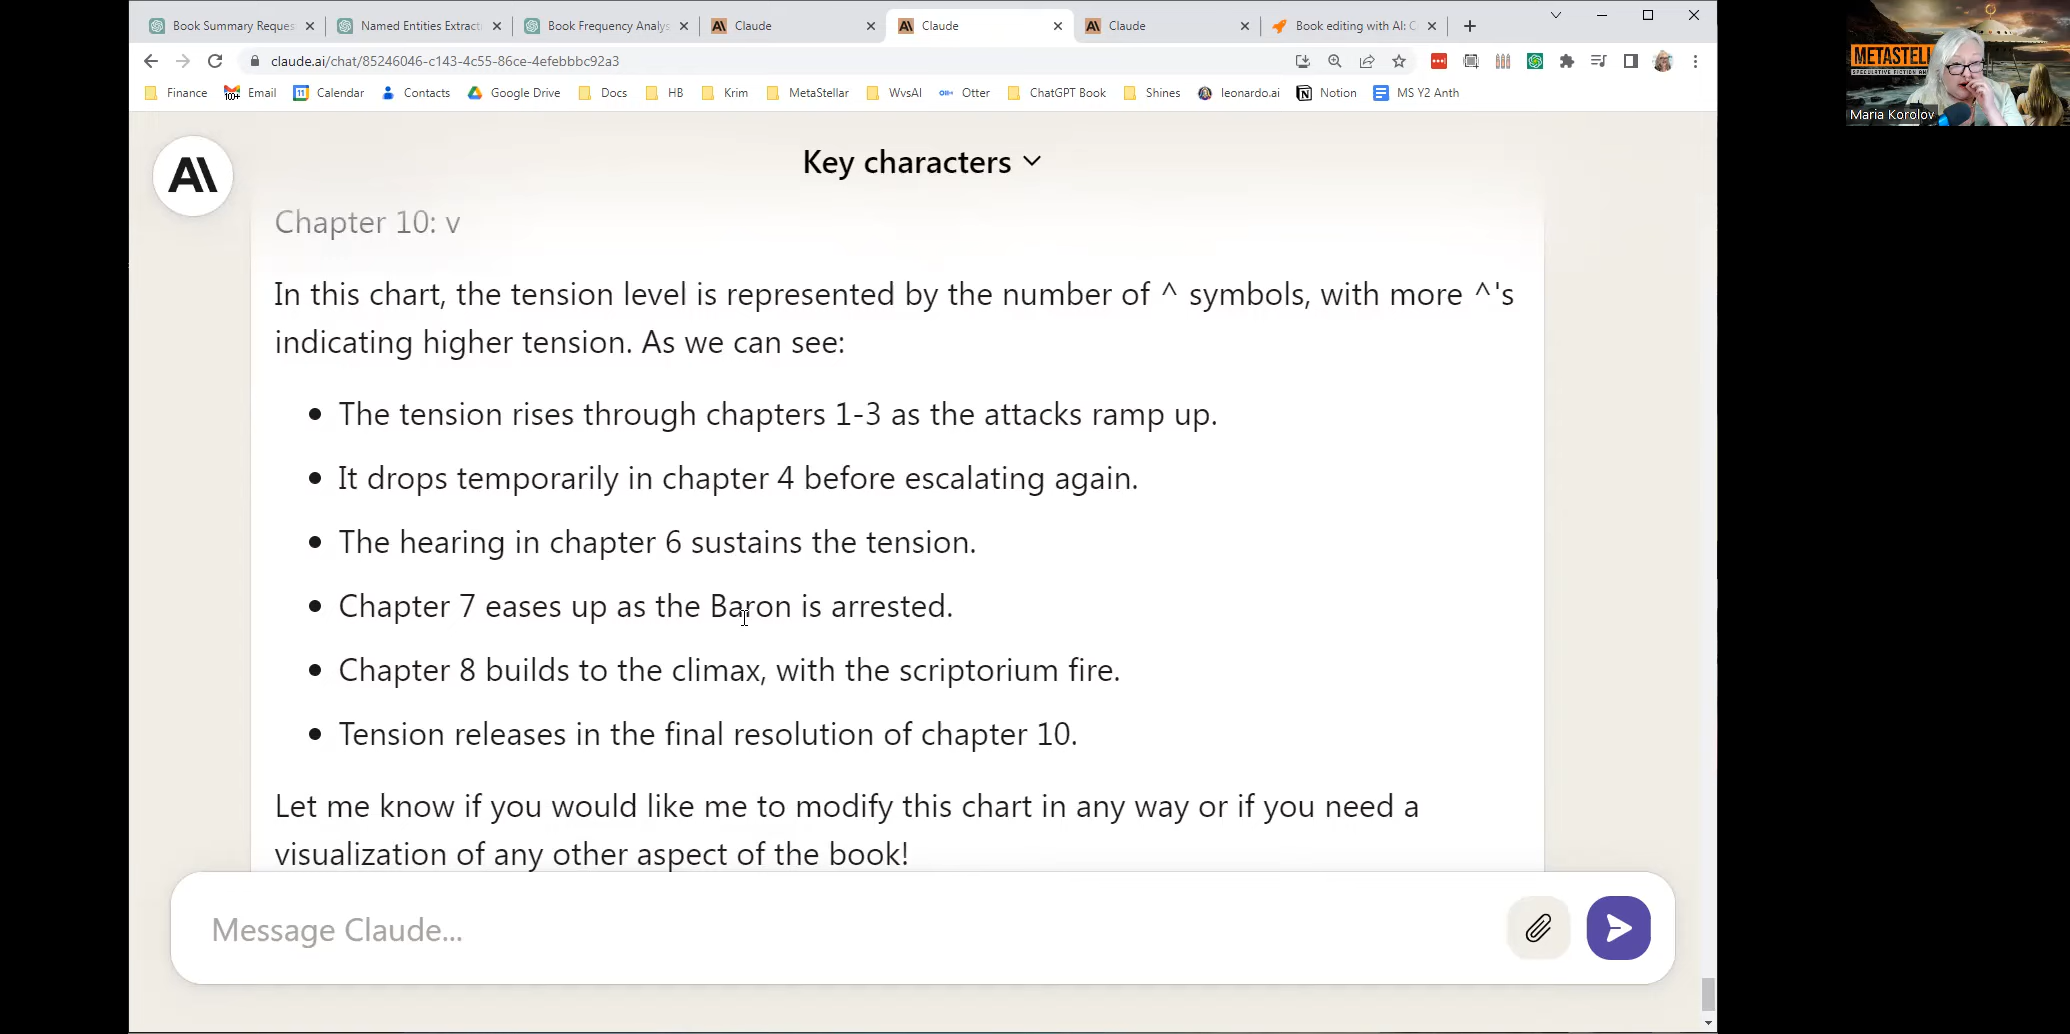 Book Summary Reques
Named Entities Extract
Book Frequency Analys
Claude
Claude
Claude
Book editing with AI: C
claude.ai/chat/85246046-c143-4c55-86ce-4efebbbc92a3
Finance
Email
Calendar
Contacts
Google Drive
Docs
HB
Krim
MetaStellar
WvsAI
Otter
ChatGPT Book
Shines
leonardo.ai
Notion
MS Y2 Anth
Key characters
Chapter 10: v
In this chart, the tension level is represented by the number of ^ symbols, with more ^'s
indicating higher tension. As we can see:
The tension rises through chapters 1-3 as the attacks ramp up.
It drops temporarily in chapter 4 before escalating again.
The hearing in chapter 6 sustains the tension.
Chapter 7 eases up as the Baron is arrested.
Chapter 8 builds to the climax, with the scriptorium fire.
Tension releases in the final resolution of chapter 10.
Let me know if you would like me to modify this chart in any way or if you need a
visualization of any other aspect of the book!
Message Claude...
METASTELL
SPECULATIVE FICTION AN
Maria Korolov